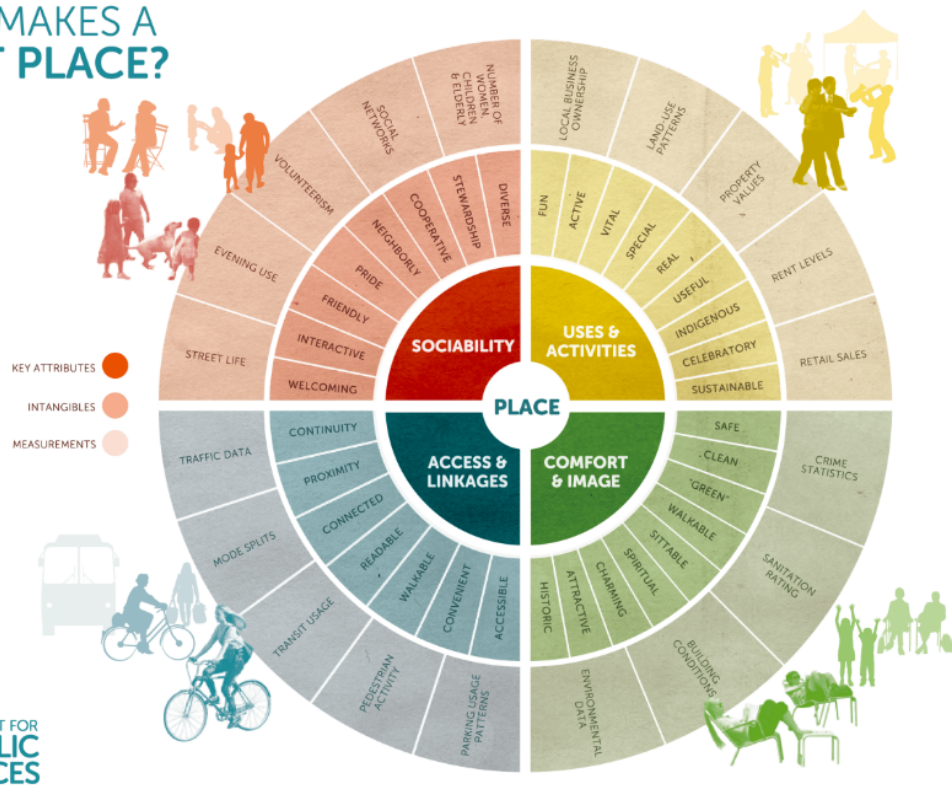 MAKES A
T PLACE?
KEY ATTRIBUTES
INTANGIBLES
MEASUREMENTS
PLACE
SOCIABILITY
USES &
ACTIVITIES
ACCESS &
LINKAGES
COMFORT
& IMAGE
WELCOMING
INTERACTIVE
FRIENDLY
PRIDE
NEIGHBORLY
COOPERATIVE
STEWARDSHIP
DIVERSE
STREET LIFE
EVENING USE
VOLUNTEERISM
SOCIAL
NETWORKS
NUMBER OF
WOMEN,
CHILDREN
& ELDERLY
FUN
ACTIVE
VITAL
SPECIAL
REAL
USEFUL
INDIGENOUS
CELEBRATORY
SUSTAINABLE
LOCAL BUSINESS
OWNERSHIP
LAND-USE
PATTERNS
PROPERTY
VALUES
RENT LEVELS
RETAIL SALES
SAFE
CLEAN
"GREEN"
WALKABLE
SITTABLE
SPIRITUAL
CHARMING
ATTRACTIVE
HISTORIC
CRIME
STATISTICS
SANITATION
RATING
BUILDING
CONDITIONS
ENVIRONMENTAL
DATA
CONTINUITY
PROXIMITY
CONNECTED
READABLE
WALKABLE
CONVENIENT
ACCESSIBLE
TRAFFIC DATA
MODE SPLITS
TRANSIT USAGE
PEDESTRIAN
ACTIVITY
PARKING USAGE
PATTERNS
T FOR
LIC
CES